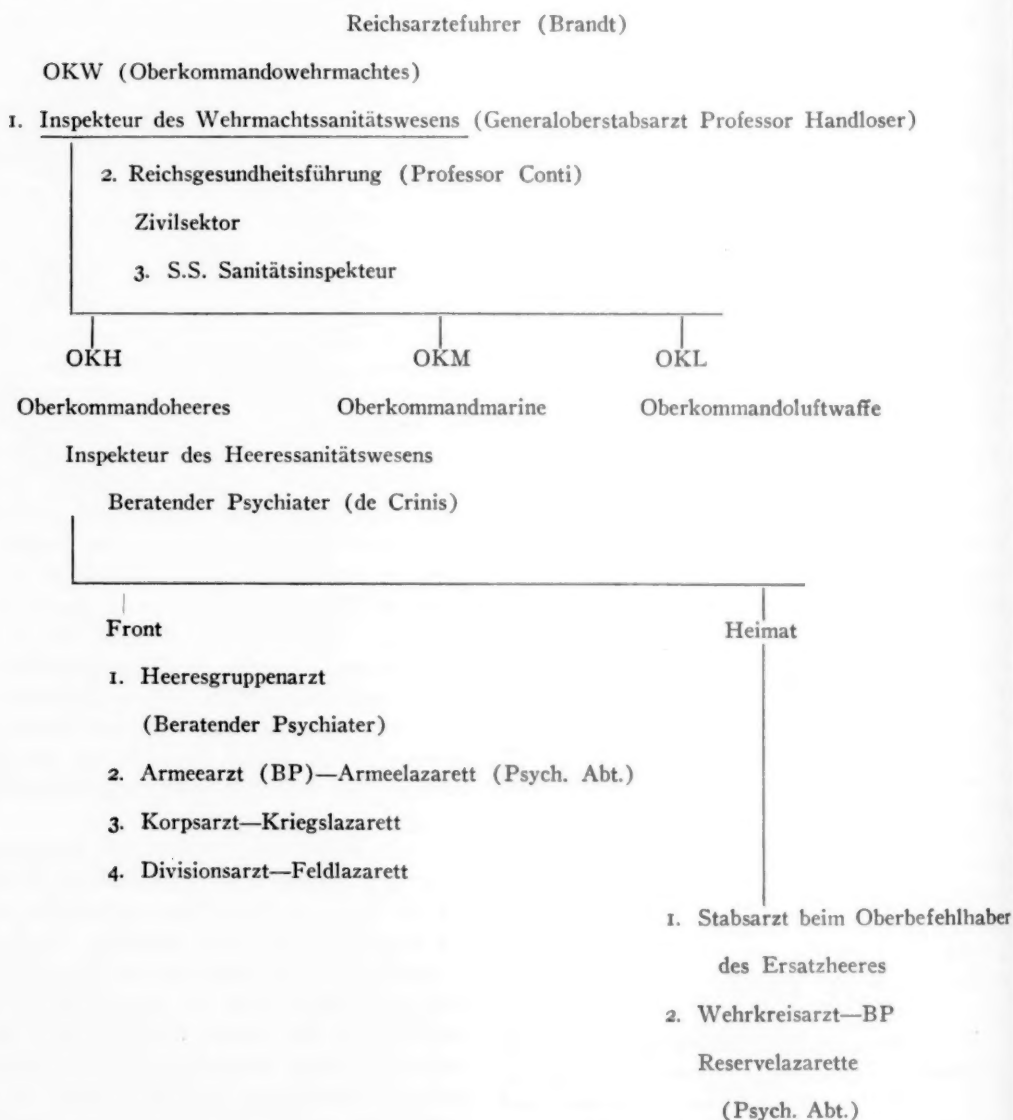 Reichsarztefuhrer (Brandt)
OKW (Oberkommandowehrmachtes)
1. Inspekteur des Wehrmachtssanitätswesens (Generaloberstabsarzt Professor Handloser)
2. Reichsgesundheitsführung (Professor Conti)
Zivilsektor
3. S.S. Sanitätsinspekteur
OKH OKM OKL
Oberkommandoheeres Oberkommandmarine Oberkommandoluftwaffe
Inspekteur des Heeressanitätswesens
Beratender Psychiater (de Crinis)
Front Heimat
1. Heeresgruppenarzt
(Beratender Psychiater)
2. Armeearzt (BP)—Armeelazarett (Psych. Abt.)
3. Korpsarzt—Kriegslazarett
4. Divisionsarzt—Feldlazarett
1. Stabsarzt beim Oberbefehlhaber
des Ersatzheeres
2. Wehrkreisarzt—BP
Reservelazarette
(Psych. Abt.)